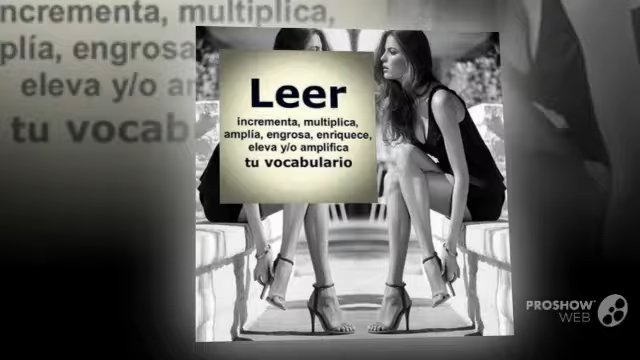 ncrementa, multiplica,
plía, engrosa
eleva y/o a
tu vocab
Leer
incrementa, multiplica,
amplía, engrosa, enriquece,
eleva y/o amplifica
tu vocabulario
PROSHOW
WEB